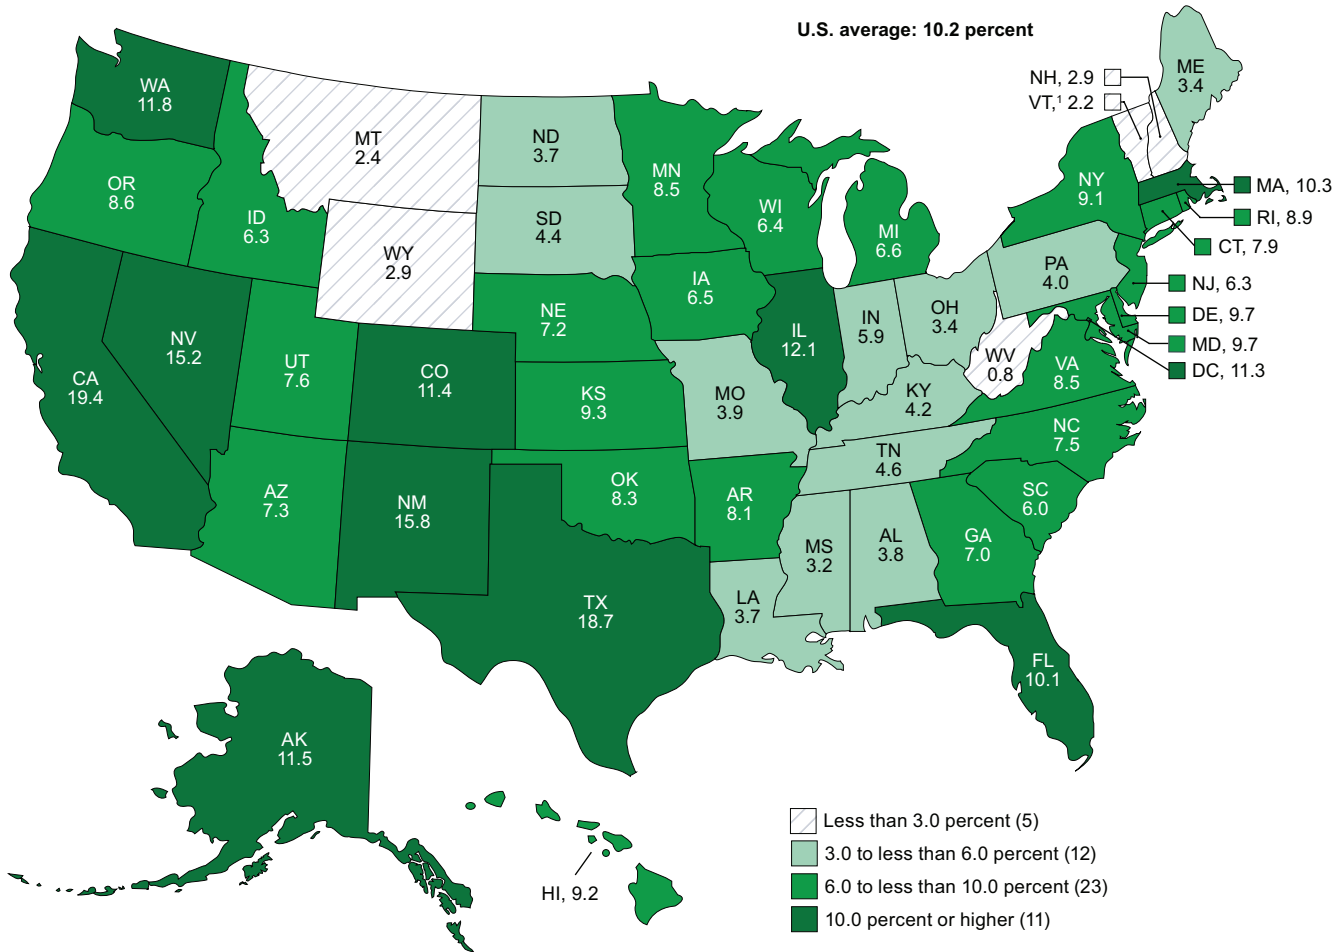 U.S. average: 10.2 percent
WA
11.8
OR
8.6
CA
19.4
NV
15.2
ID
6.3
MT
2.4
WY
2.9
UT
7.6
CO
11.4
AZ
7.3
NM
15.8
ND
3.7
SD
4.4
NE
7.2
KS
9.3
OK
8.3
TX
18.7
MN
8.5
IA
6.5
MO
3.9
AR
8.1
LA
3.7
WI
6.4
IL
12.1
MI
6.6
IN
5.9
OH
3.4
KY
4.2
TN
4.6
MS
3.2
AL
3.8
GA
7.0
FL
10.1
SC
6.0
NC
7.5
VA
8.5
WV
0.8
PA
4.0
NY
9.1
ME
3.4
NH, 2.9
VT,¹ 2.2
MA, 10.3
RI, 8.9
CT, 7.9
NJ, 6.3
DE, 9.7
MD, 9.7
DC, 11.3
AK
11.5
HI, 9.2
Less than 3.0 percent (5)
3.0 to less than 6.0 percent (12)
6.0 to less than 10.0 percent (23)
10.0 percent or higher (11)